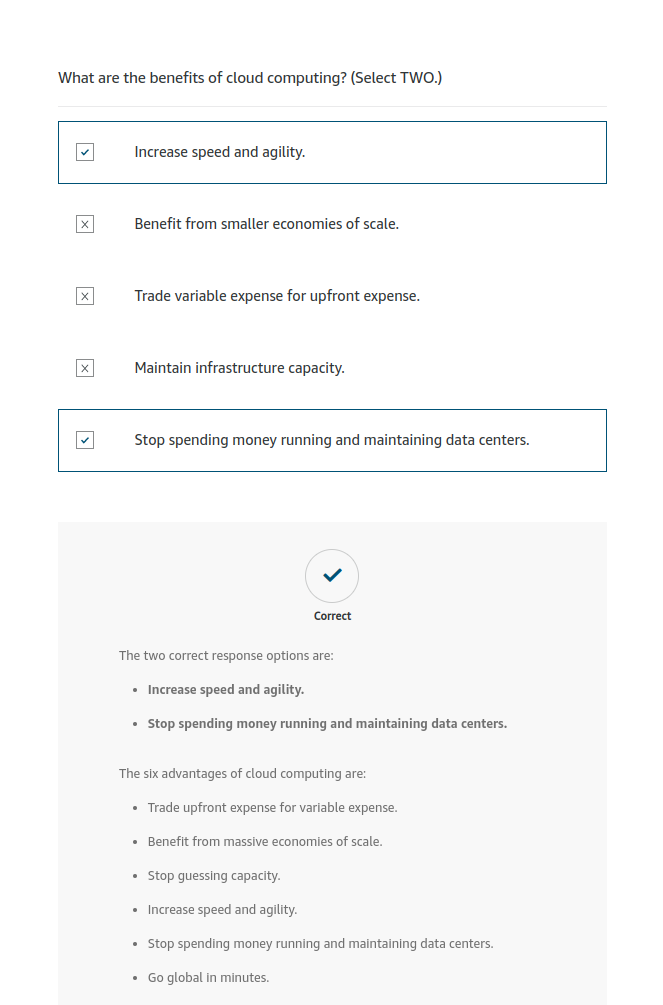 What are the benefits of cloud computing? (Select TWO.)
Increase speed and agility.
Benefit from smaller economies of scale.
Trade variable expense for upfront expense.
Maintain infrastructure capacity.
Stop spending money running and maintaining data centers.
Correct
The two correct response options are:
• Increase speed and agility.
• Stop spending money running and maintaining data centers.
The six advantages of cloud computing are:
• Trade upfront expense for variable expense.
• Benefit from massive economies of scale.
• Stop guessing capacity.
• Increase speed and agility.
• Stop spending money running and maintaining data centers.
• Go global in minutes.